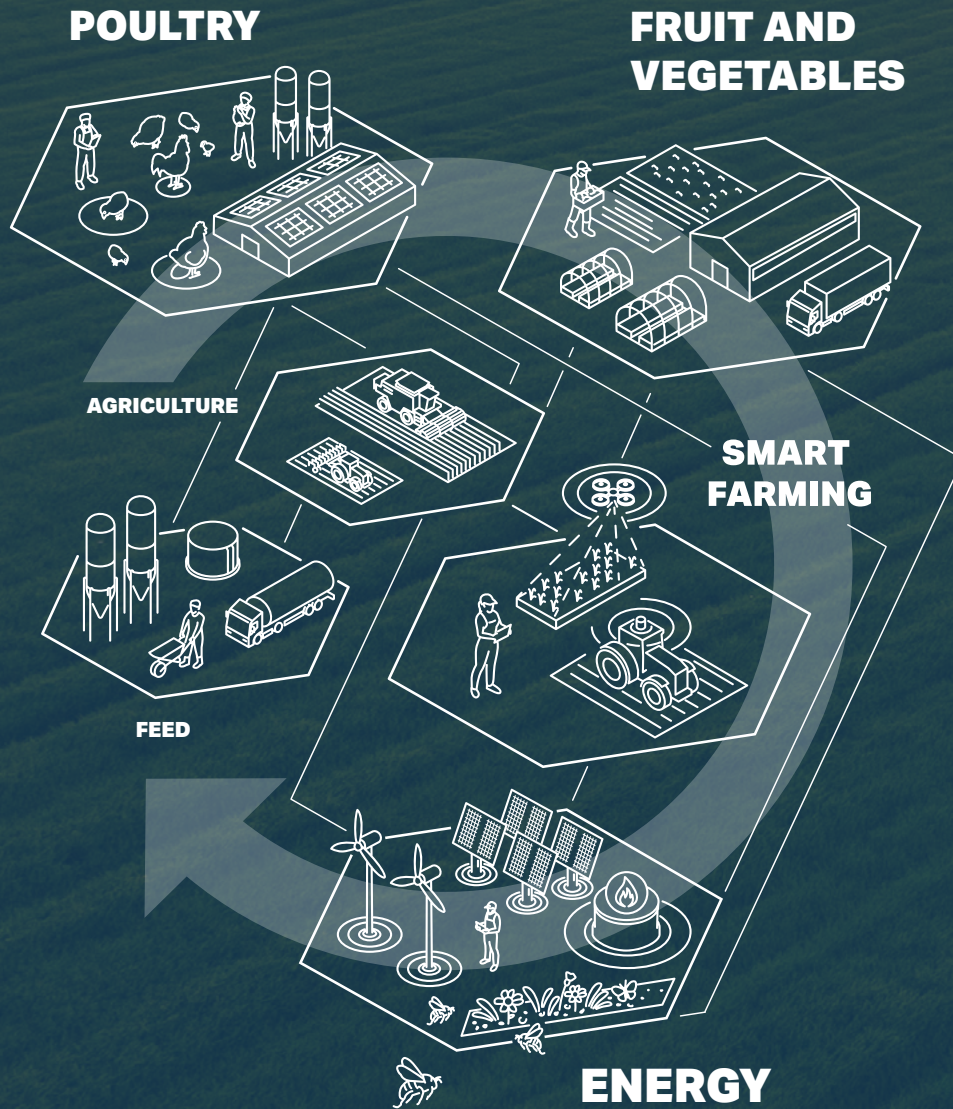 POULTRY
FRUIT AND
VEGETABLES
AGRICULTURE
SMART
FARMING
FEED
ENERGY